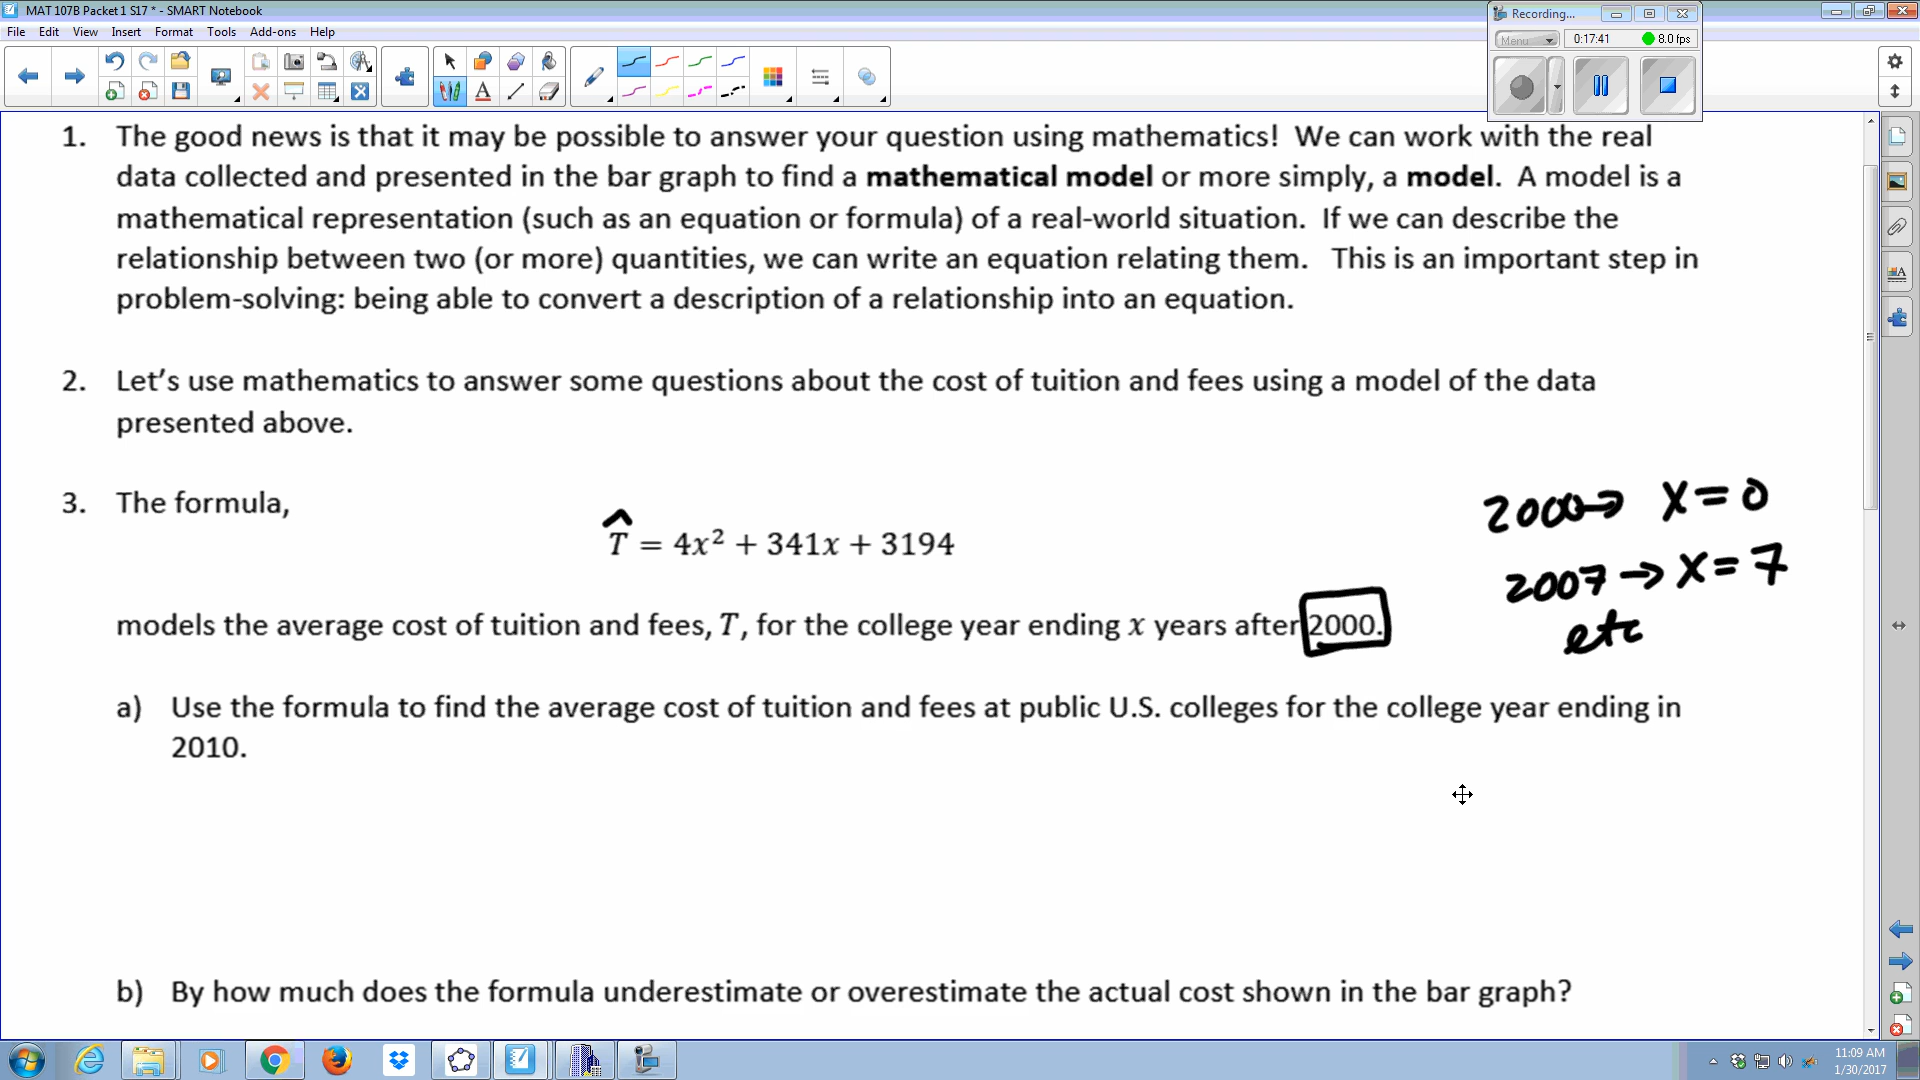 MAT 107B Packet 1 S17 * - SMART Notebook
Recording...
File Edit View Insert Format Tools Add-ons Help
Menu 0:17:41 8.0 fps
1. The good news is that it may be possible to answer your question using mathematics! We can work with the real
data collected and presented in the bar graph to find a mathematical model or more simply, a model. A model is a
mathematical representation (such as an equation or formula) of a real-world situation. If we can describe the
relationship between two (or more) quantities, we can write an equation relating them. This is an important step in
problem-solving: being able to convert a description of a relationship into an equation.
2. Let's use mathematics to answer some questions about the cost of tuition and fees using a model of the data
presented above.
3. The formula,
2000→ X=0
T̂ = 4x² + 341x + 3194
2007→X=7
models the average cost of tuition and fees, T, for the college year ending x years after 2000.
etc
a) Use the formula to find the average cost of tuition and fees at public U.S. colleges for the college year ending in
2010.
b) By how much does the formula underestimate or overestimate the actual cost shown in the bar graph?
11:09 AM
1/30/2017